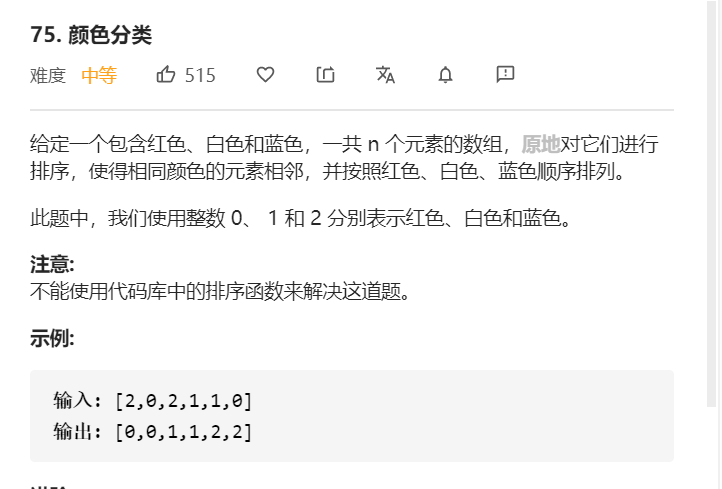 75. 颜色分类
难度 中等 515
给定一个包含红色、白色和蓝色，一共 n 个元素的数组，原地对它们进行
排序，使得相同颜色的元素相邻，并按照红色、白色、蓝色顺序排列。
此题中，我们使用整数 0、 1 和 2 分别表示红色、白色和蓝色。
注意:
不能使用代码库中的排序函数来解决这道题。
示例:
输入: [2,0,2,1,1,0]
输出: [0,0,1,1,2,2]